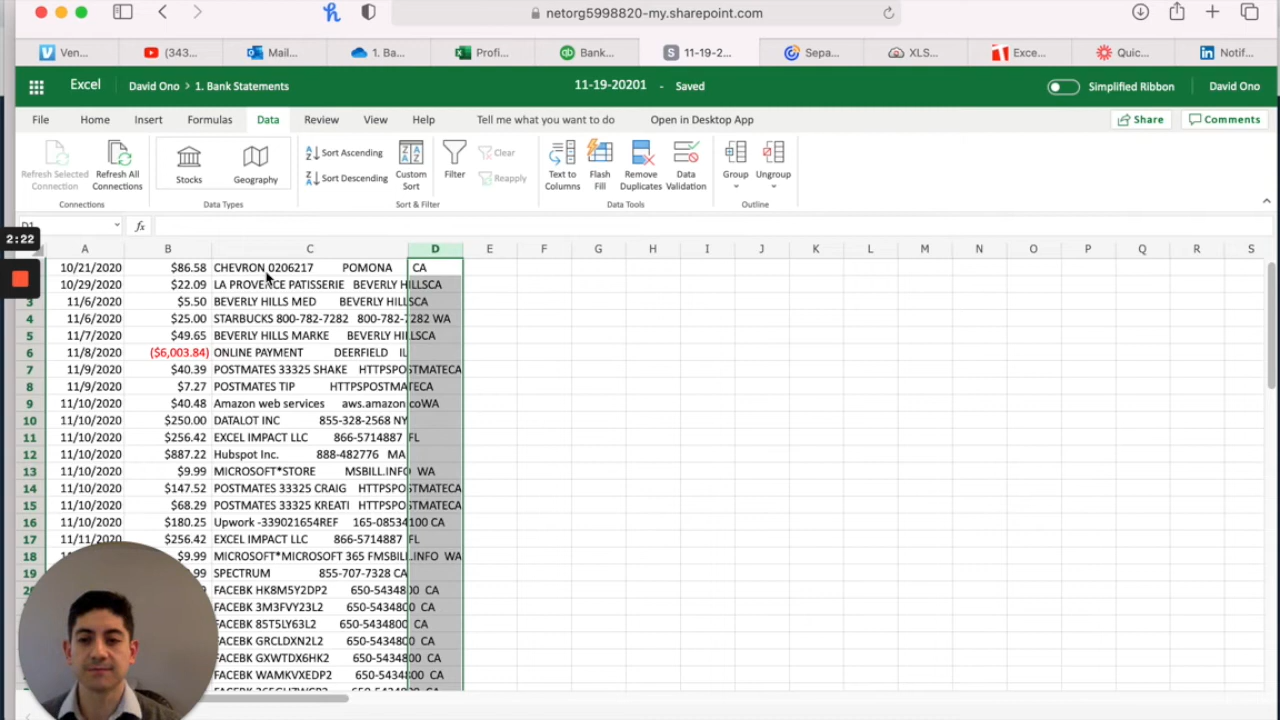 netorg5998820-my.sharepoint.com
Ven... (343... Mail... 1. Ba... Profi... Bank... S 11-19-2... Sepa... XLS... Exce... Quic... Notif...
Excel David Ono > 1. Bank Statements 11-19-20201 - Saved Simplified Ribbon David Ono
File Home Insert Formulas Data Review View Help Tell me what you want to do Open in Desktop App Share Comments
Refresh Selected Connection Refresh All Connections Stocks Geography Sort Ascending Sort Descending Custom Sort Filter Clear Reapply Text to Columns Flash Fill Remove Duplicates Data Validation Group Ungroup
Connections Data Types Sort & Filter Data Tools Outline
D1 fx
2:22
A B C D E F G H I J K L M N O P Q R S
10/21/2020 $86.58 CHEVRON 0206217 POMONA CA
10/29/2020 $22.09 LA PROVENCE PATISSERIE BEVERLY HILLSCA
3 11/6/2020 $5.50 BEVERLY HILLS MED BEVERLY HILLSCA
4 11/6/2020 $25.00 STARBUCKS 800-782-7282 800-782-7282 WA
5 11/7/2020 $49.65 BEVERLY HILLS MARKE BEVERLY HILLSCA
6 11/8/2020 ($6,003.84) ONLINE PAYMENT DEERFIELD IL
7 11/9/2020 $40.39 POSTMATES 33325 SHAKE HTTPSPOSTMATECA
8 11/9/2020 $7.27 POSTMATES TIP HTTPSPOSTMATECA
9 11/10/2020 $40.48 Amazon web services aws.amazon.coWA
10 11/10/2020 $250.00 DATALOT INC 855-328-2568 NY
11 11/10/2020 $256.42 EXCEL IMPACT LLC 866-5714887 FL
12 11/10/2020 $887.22 Hubspot Inc. 888-482776 MA
13 11/10/2020 $9.99 MICROSOFT*STORE MSBILL.INFO WA
14 11/10/2020 $147.52 POSTMATES 33325 CRAIG HTTPSPOSTMATECA
15 11/10/2020 $68.29 POSTMATES 33325 KREATI HTTPSPOSTMATECA
16 11/10/2020 $180.25 Upwork -339021654REF 165-08534100 CA
17 11/11/2020 $256.42 EXCEL IMPACT LLC 866-5714887 FL
18 11/11/2020 $9.99 MICROSOFT*MICROSOFT 365 FMSBILL.INFO WA
19 .99 SPECTRUM 855-707-7328 CA
20 FACEBK HK8M5Y2DP2 650-5434800 CA
FACEBK 3M3FVY23L2 650-5434800 CA
FACEBK 85T5LY63L2 650-5434800 CA
FACEBK GRCLDXN2L2 650-5434800 CA
FACEBK GXWTDX6HK2 650-5434800 CA
FACEBK WAMKVXEDP2 650-5434800 CA